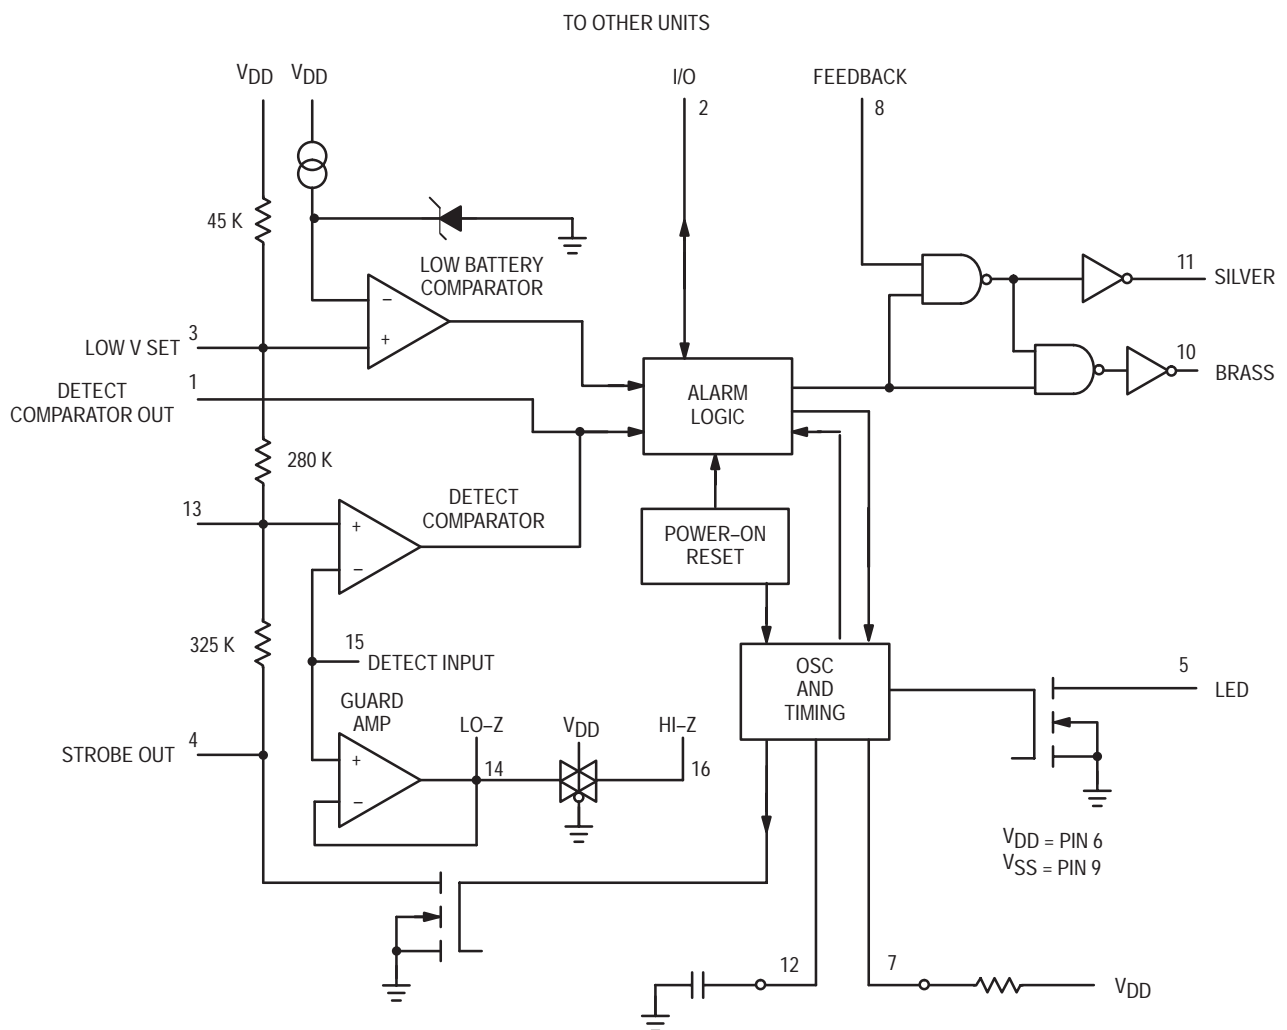 TO OTHER UNITS
VDD
VDD
I/O
2
FEEDBACK
8
45 K
LOW BATTERY
COMPARATOR
–
+
11
SILVER
LOW V SET
3
10
BRASS
1
DETECT
COMPARATOR OUT
ALARM
LOGIC
280 K
13
DETECT
COMPARATOR
+
–
POWER–ON
RESET
325 K
15
DETECT INPUT
OSC
AND
TIMING
5
LED
GUARD
AMP
LO–Z
VDD
HI–Z
STROBE OUT
4
+
–
14
16
VDD = PIN 6
VSS = PIN 9
12
7
VDD